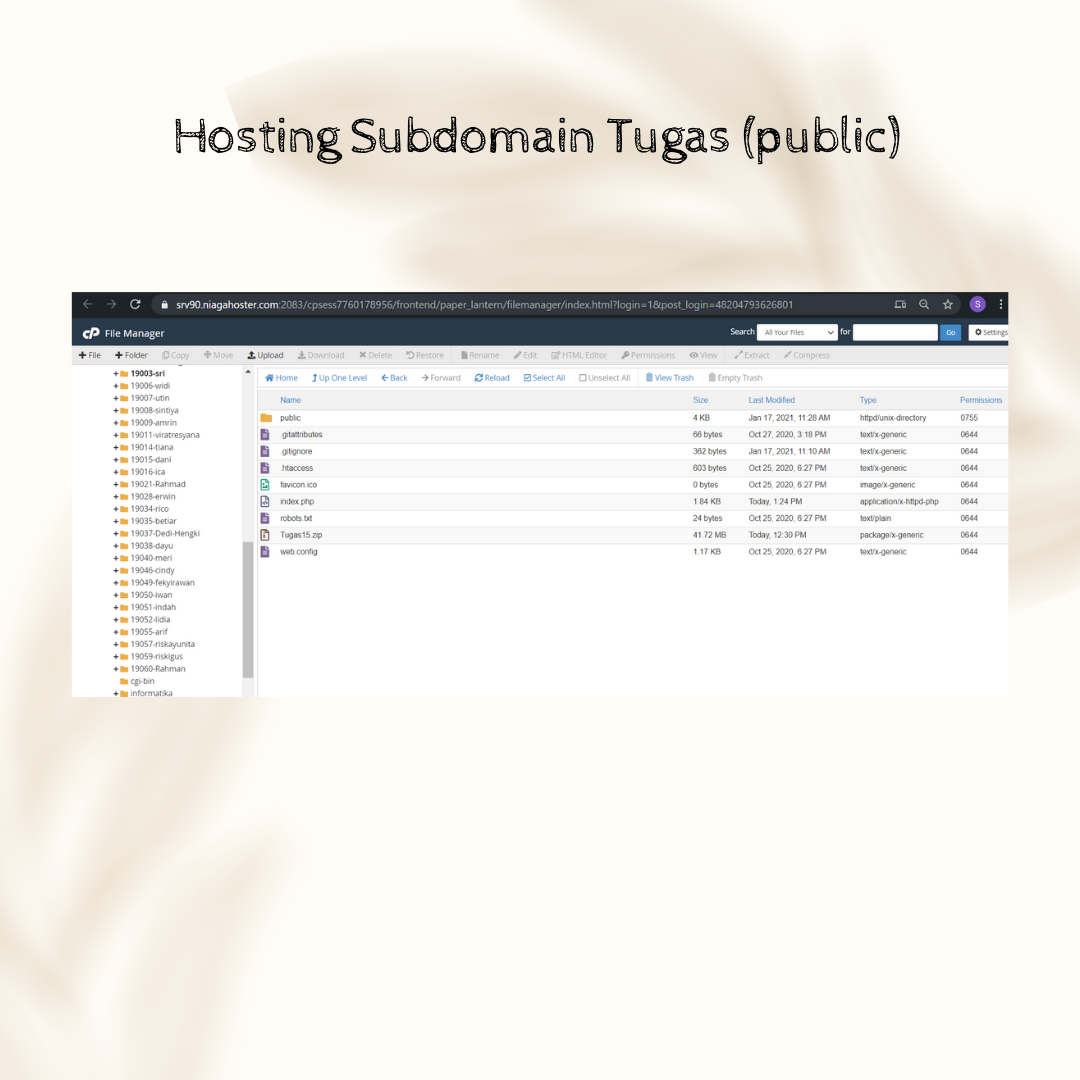 Hosting Subdomain Tugas (public)
srv90.niagahoster.com:2083/cpsess7760178956/frontend/paper_lantern/filemanager/index.html?login=1&post_login=48204793626801
S
cP File Manager
Search All Your Files for Go Settings
+ File + Folder Copy Move Upload Download Delete Restore Rename Edit HTML Editor Permissions View Extract Compress
Home Up One Level Back Forward Reload Select All Unselect All View Trash Empty Trash
+ 19003-sri
+ 19006-widi
+ 19007-utin
+ 19008-sintiya
+ 19009-amrin
+ 19011-viratresyana
+ 19014-tiana
+ 19015-dani
+ 19016-ica
+ 19021-Rahmad
+ 19028-erwin
+ 19034-rico
+ 19035-betiar
+ 19037-Dedi-Hengki
+ 19038-dayu
+ 19040-meri
+ 19046-cindy
+ 19049-fekyirawan
+ 19050-iwan
+ 19051-indah
+ 19052-lidia
+ 19055-arif
+ 19057-riskayunita
+ 19059-riskigus
+ 19060-Rahman
cgi-bin
+ informatika
Name Size Last Modified Type Permissions
public 4 KB Jan 17, 2021, 11:28 AM httpd/unix-directory 0755
.gitattributes 66 bytes Oct 27, 2020, 3:18 PM text/x-generic 0644
.gitignore 362 bytes Jan 17, 2021, 11:10 AM text/x-generic 0644
.htaccess 603 bytes Oct 25, 2020, 6:27 PM text/x-generic 0644
favicon.ico 0 bytes Oct 25, 2020, 6:27 PM image/x-generic 0644
index.php 1.84 KB Today, 1:24 PM application/x-httpd-php 0644
robots.txt 24 bytes Oct 25, 2020, 6:27 PM text/plain 0644
Tugas15.zip 41.72 MB Today, 12:30 PM package/x-generic 0644
web.config 1.17 KB Oct 25, 2020, 6:27 PM text/x-generic 0644